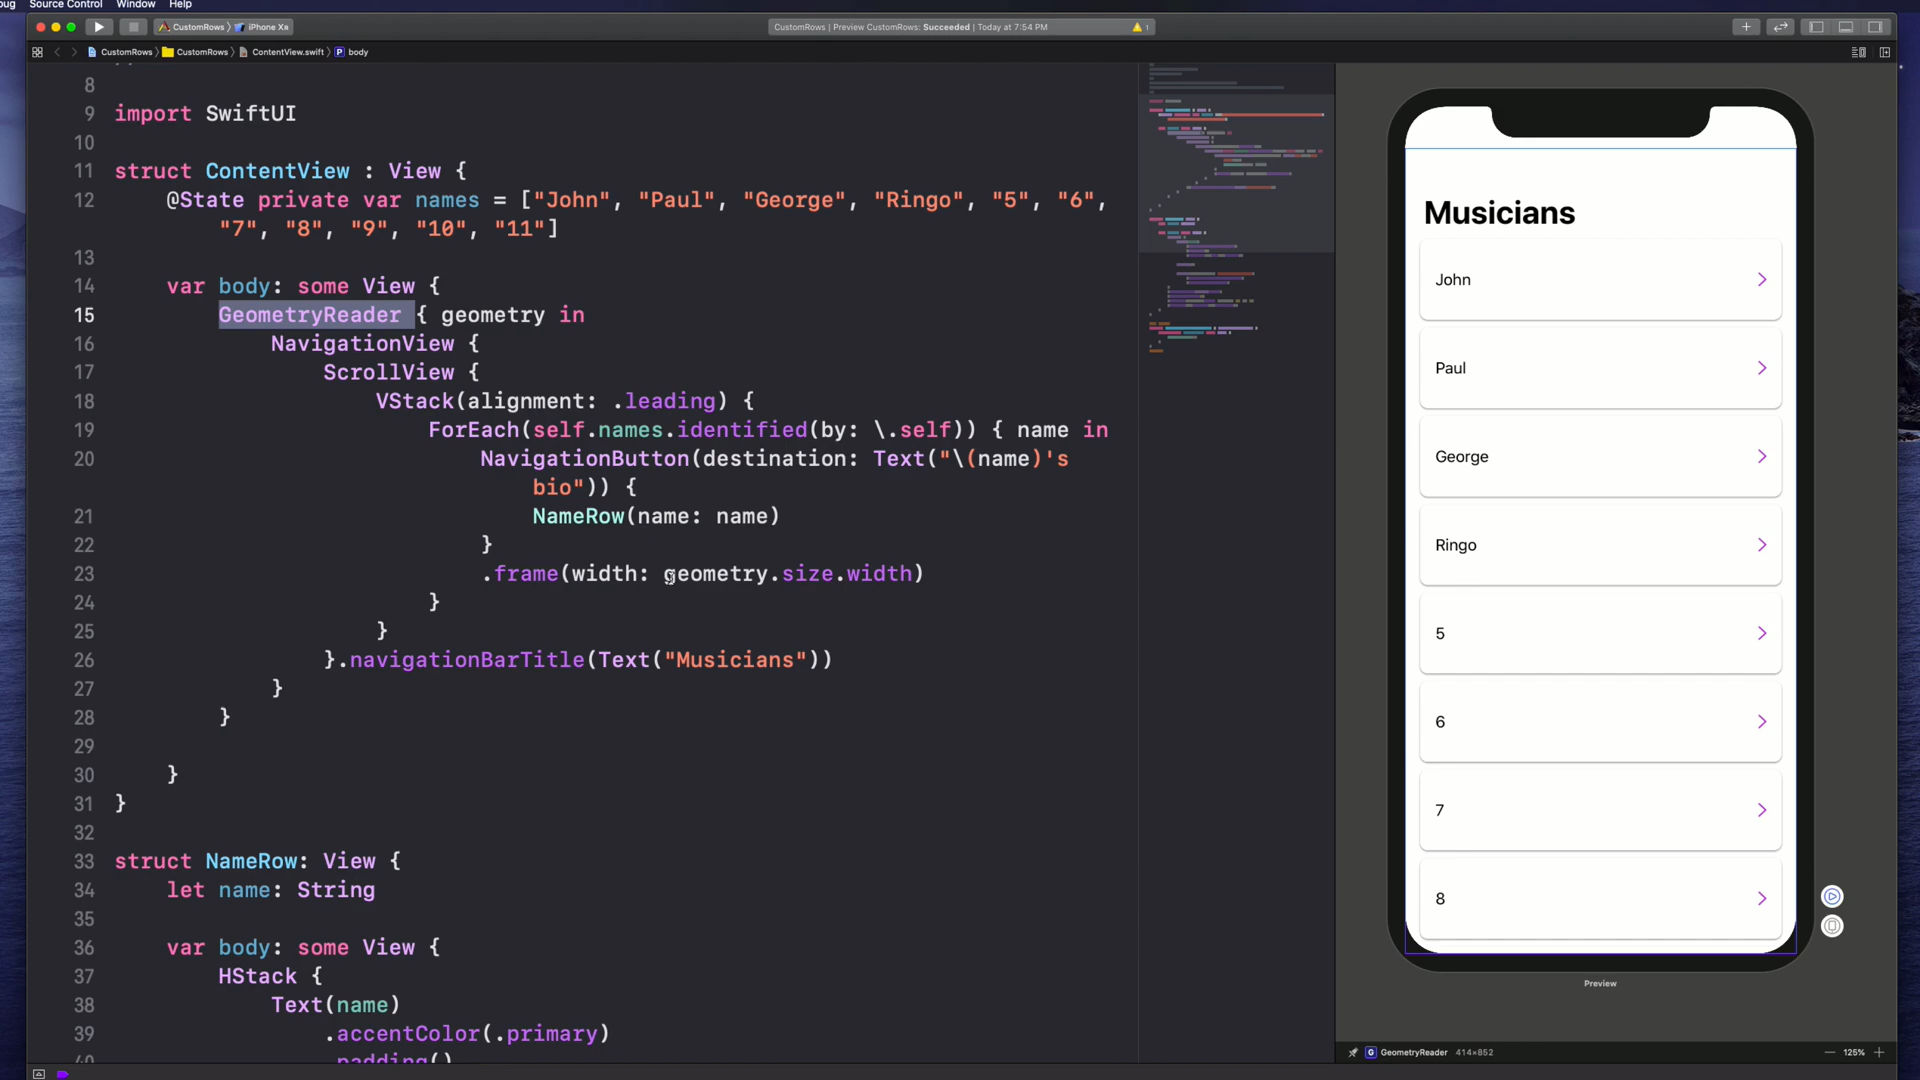 bug Source Control Window Help
CustomRows iPhone Xʀ
CustomRows | Preview CustomRows: Succeeded | Today at 7:54 PM
1
CustomRows CustomRows ContentView.swift P body
8
9 import SwiftUI
10
11 struct ContentView : View {
12 @State private var names = ["John", "Paul", "George", "Ringo", "5", "6",
"7", "8", "9", "10", "11"]
13
14 var body: some View {
15 GeometryReader { geometry in
16 NavigationView {
17 ScrollView {
18 VStack(alignment: .leading) {
19 ForEach(self.names.identified(by: \.self)) { name in
20 NavigationButton(destination: Text("\(name)'s
bio")) {
21 NameRow(name: name)
22 }
23 .frame(width: geometry.size.width)
24 }
25 }
26 }.navigationBarTitle(Text("Musicians"))
27 }
28 }
29
30 }
31 }
32
33 struct NameRow: View {
34 let name: String
35
36 var body: some View {
37 HStack {
38 Text(name)
39 .accentColor(.primary)
40 .padding()
Musicians
John
Paul
George
Ringo
5
6
7
8
Preview
G GeometryReader 414×852
125%